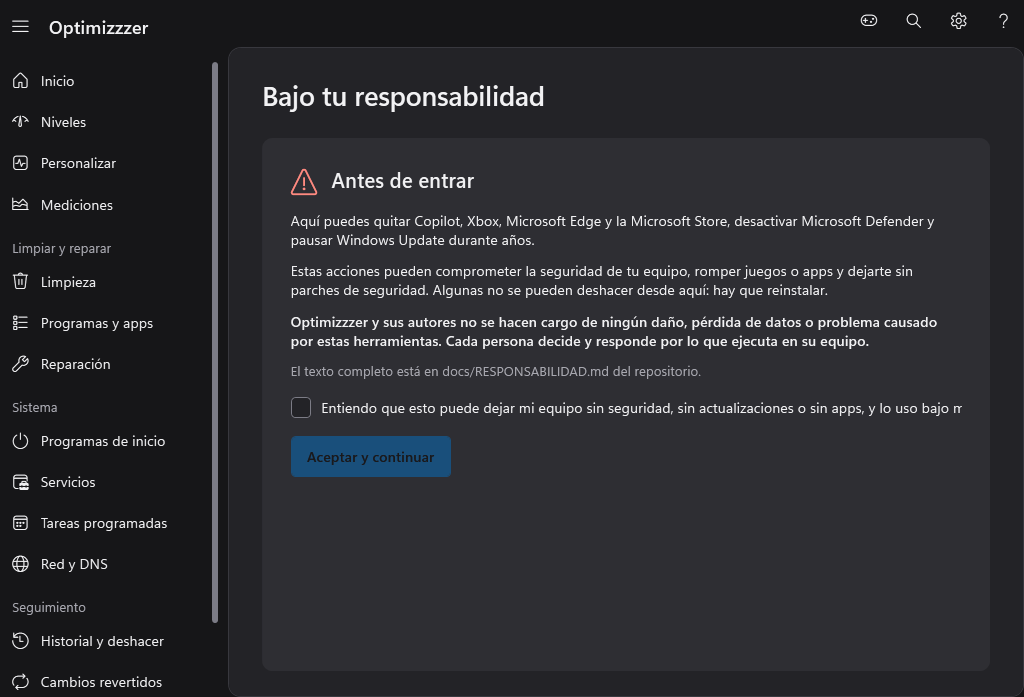 Optimizzzer
?
Inicio
Niveles
Personalizar
Mediciones
Limpiar y reparar
Limpieza
Programas y apps
Reparación
Sistema
Programas de inicio
Servicios
Tareas programadas
Red y DNS
Seguimiento
Historial y deshacer
Cambios revertidos
Bajo tu responsabilidad
Antes de entrar
Aquí puedes quitar Copilot, Xbox, Microsoft Edge y la Microsoft Store, desactivar Microsoft Defender y
pausar Windows Update durante años.
Estas acciones pueden comprometer la seguridad de tu equipo, romper juegos o apps y dejarte sin
parches de seguridad. Algunas no se pueden deshacer desde aquí: hay que reinstalar.
Optimizzzer y sus autores no se hacen cargo de ningún daño, pérdida de datos o problema causado
por estas herramientas. Cada persona decide y responde por lo que ejecuta en su equipo.
El texto completo está en docs/RESPONSABILIDAD.md del repositorio.
Entiendo que esto puede dejar mi equipo sin seguridad, sin actualizaciones o sin apps, y lo uso bajo
Aceptar y continuar